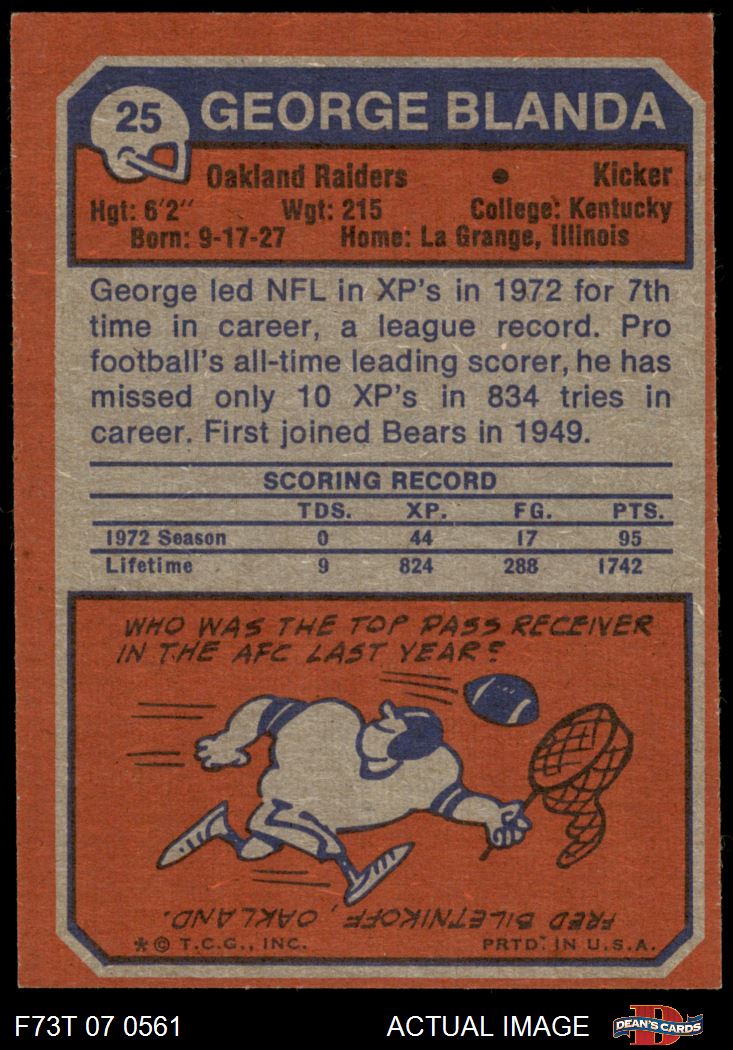 25 GEORGE BLANDA
Oakland Raiders • Kicker
Hgt: 6'2" Wgt: 215 College: Kentucky
Born: 9-17-27 Home: La Grange, Illinois
George led NFL in XP's in 1972 for 7th
time in career, a league record. Pro
football's all-time leading scorer, he has
missed only 10 XP's in 834 tries in
career. First joined Bears in 1949.
SCORING RECORD
TDS. XP. FG. PTS.
1972 Season 0 44 17 95
Lifetime 9 824 288 1742
WHO WAS THE TOP PASS RECEIVER
IN THE AFC LAST YEAR?
FRED BILETNIKOFF, OAKLAND.
*© T.C.G., INC. PRTD. IN U.S.A.
F73T 07 0561 ACTUAL IMAGE D DEAN'S CARDS